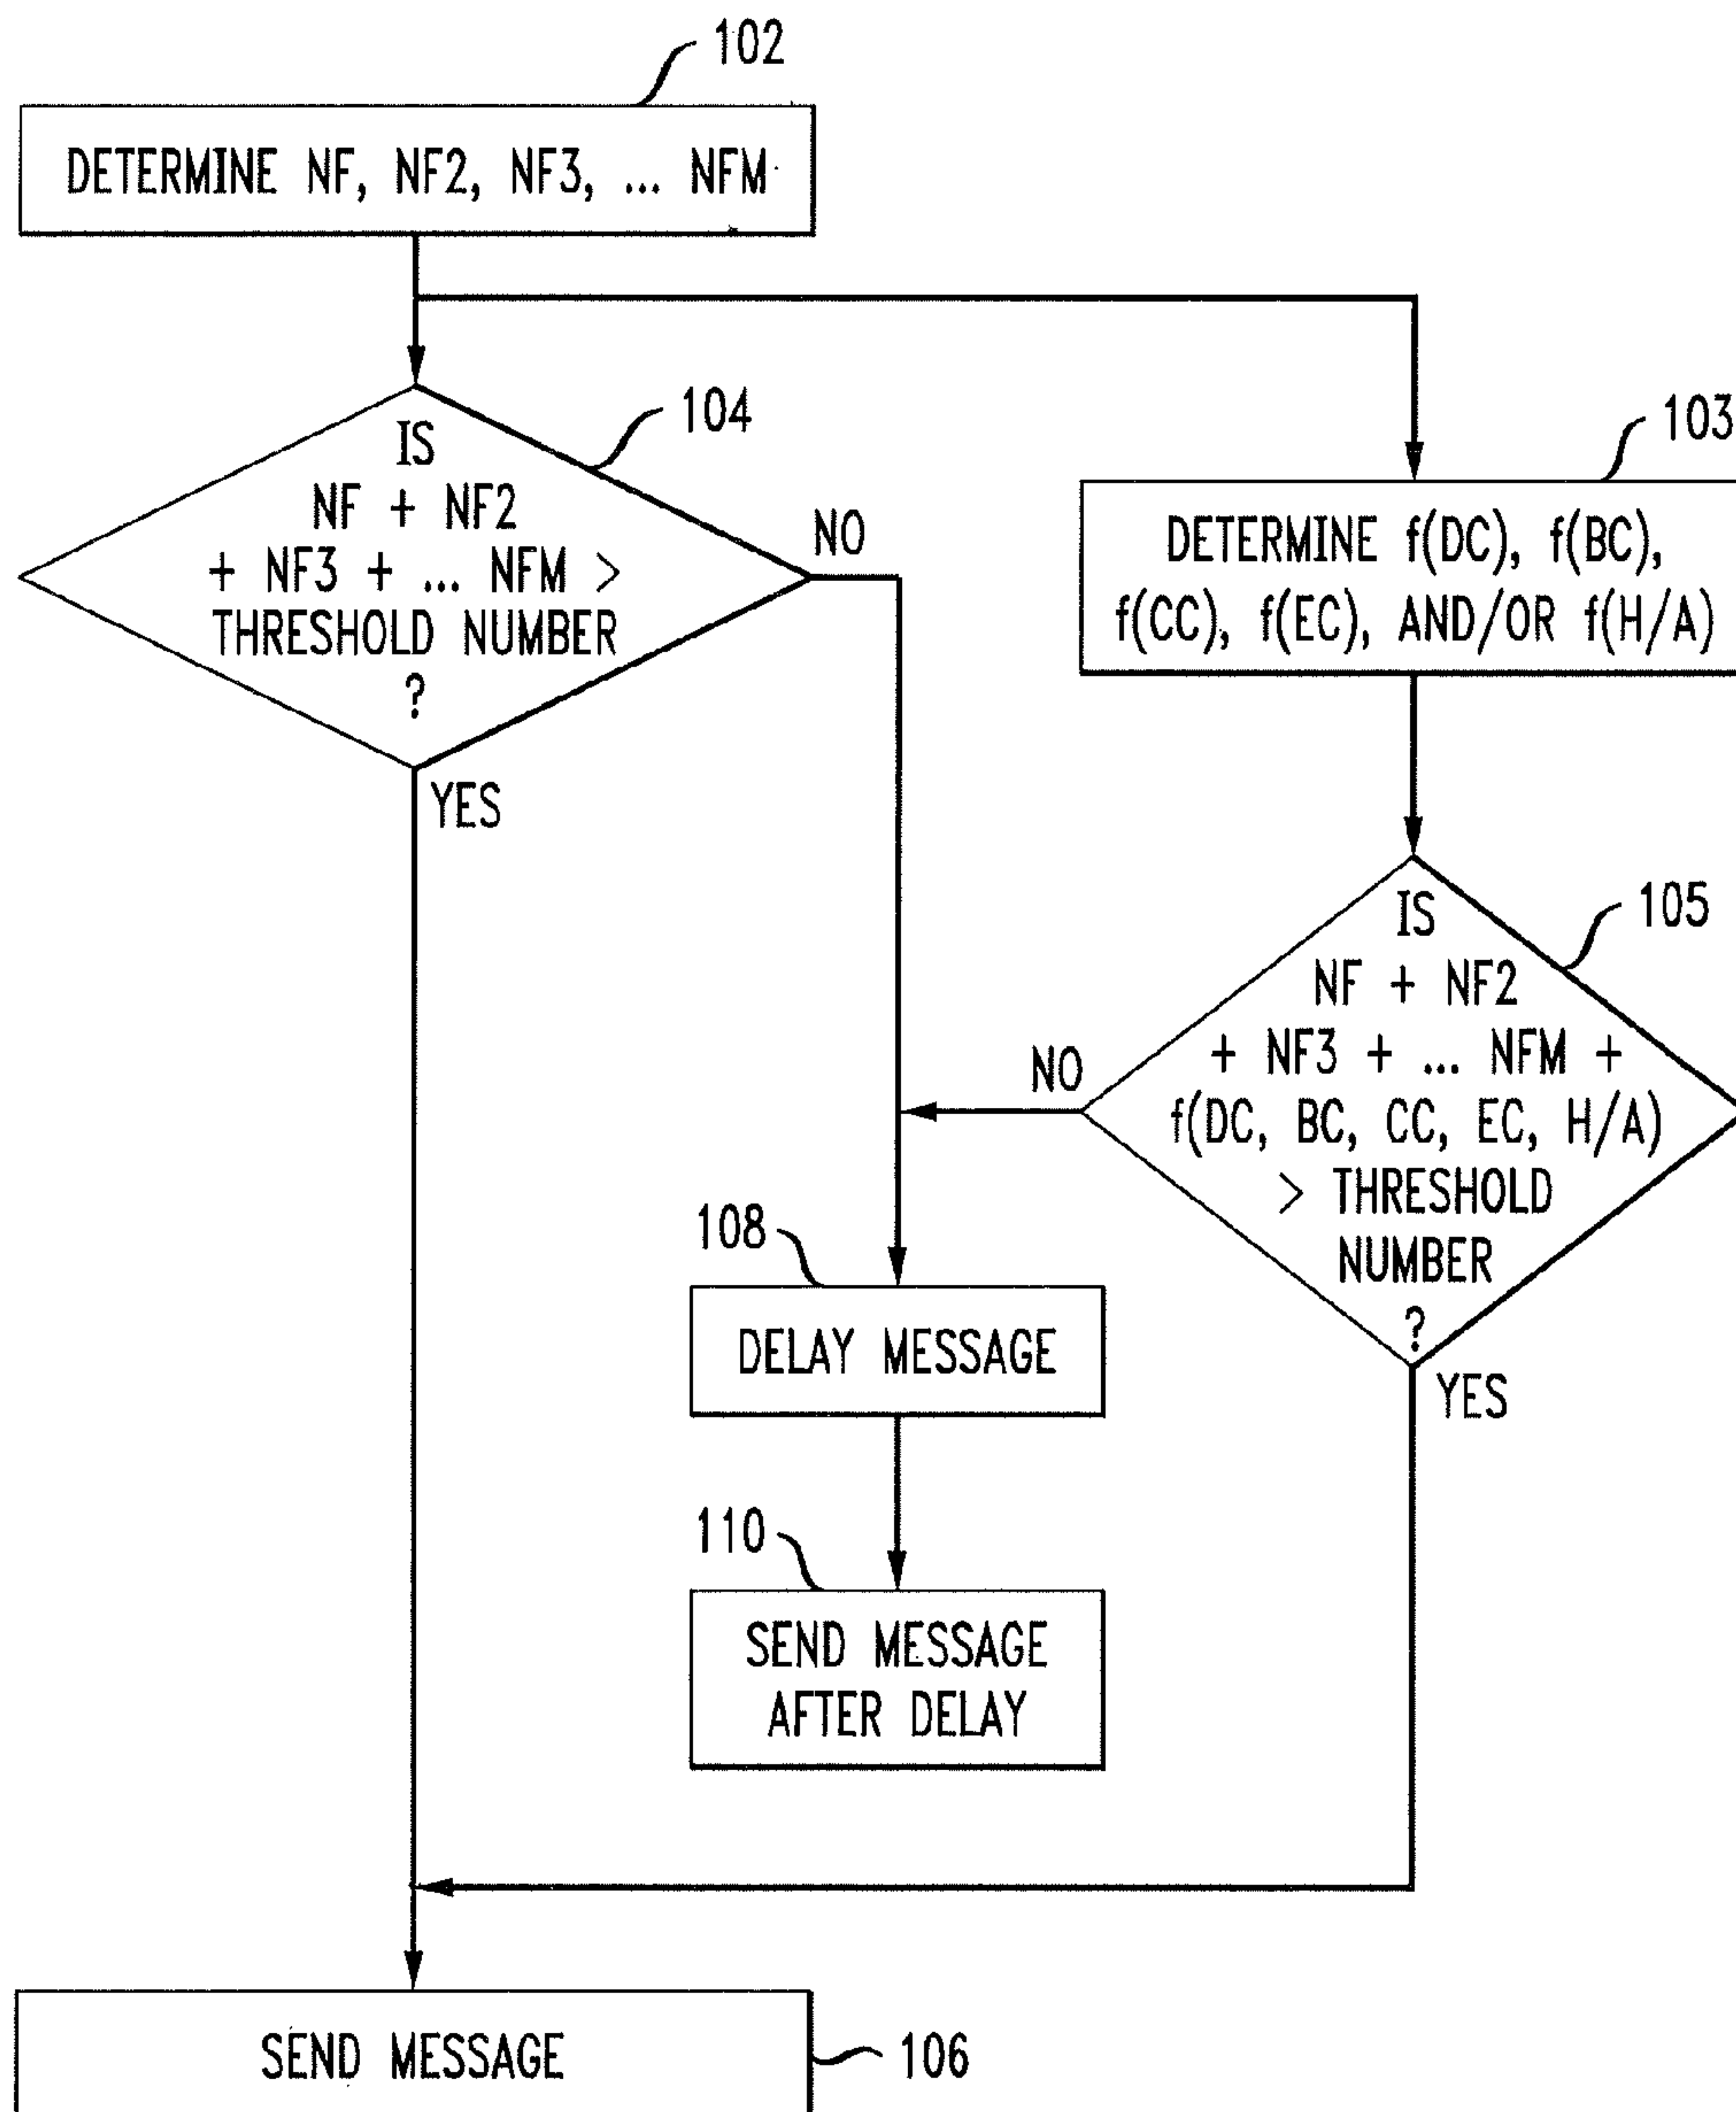 102
DETERMINE NF, NF2, NF3, ... NFM
104
IS
NF + NF2
+ NF3 + ... NFM >
THRESHOLD NUMBER
?
NO
YES
103
DETERMINE f(DC), f(BC),
f(CC), f(EC), AND/OR f(H/A)
105
IS
NF + NF2
+ NF3 + ... NFM +
f(DC, BC, CC, EC, H/A)
> THRESHOLD
NUMBER
?
NO
YES
108
DELAY MESSAGE
110
SEND MESSAGE
AFTER DELAY
SEND MESSAGE
106